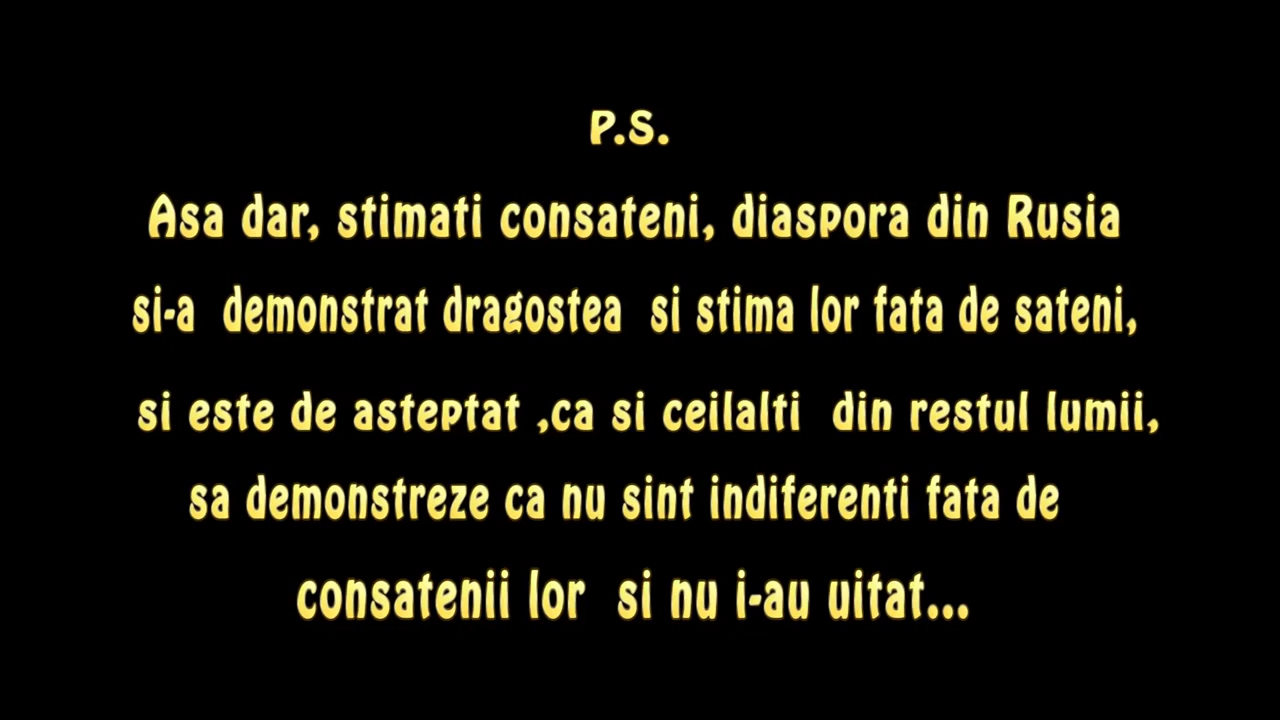 P.S.
Asa dar, stimati consateni, diaspora din Rusia
si-a demonstrat dragostea si stima lor fata de sateni,
si este de asteptat ,ca si ceilalti din restul lumii,
sa demonstreze ca nu sint indiferenti fata de
consatenii lor si nu i-au uitat...